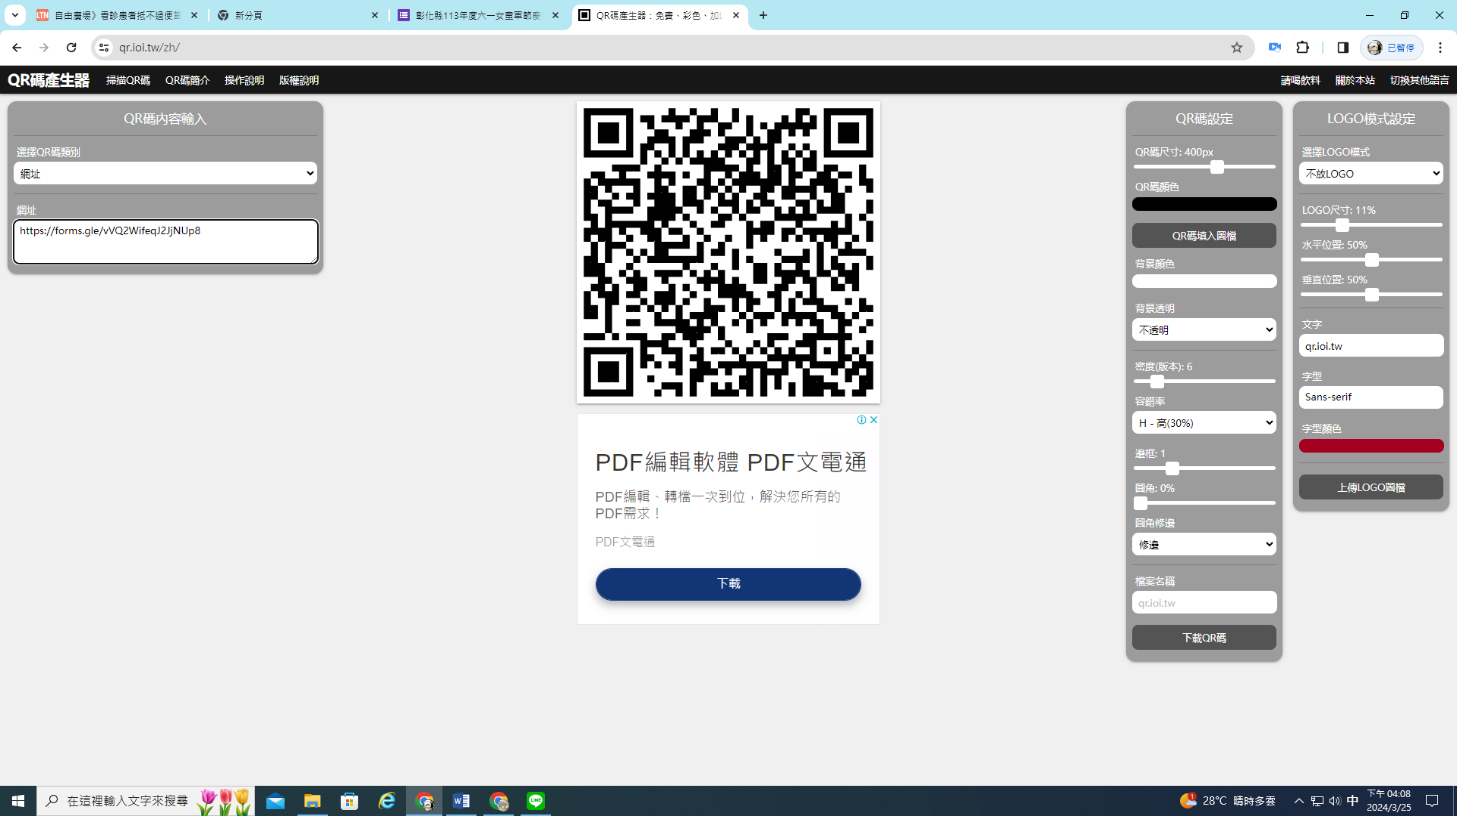 自由廣場》看診患者抵不過便
新分頁
彰化縣113年度六一女童軍節慶
QR碼產生器：免費、彩色、加L
qr.ioi.tw/zh/
已暫停
QR碼產生器 掃描QR碼 QR碼簡介 操作說明 版權說明
請喝飲料 關於本站 切換其他語言
QR碼內容輸入
選擇QR碼類別
網址
網址
https://forms.gle/vVQ2WifeqJ2JjNUp8
PDF編輯軟體 PDF文電通
PDF編輯、轉檔一次到位，解決您所有的
PDF需求！
PDF文電通
下載
QR碼設定
QR碼尺寸: 400px
QR碼顏色
QR碼填入圖檔
背景顏色
背景透明
不透明
密度(版本): 6
容錯率
H - 高(30%)
邊框: 1
圓角: 0%
圓角修邊
修邊
檔案名稱
qr.ioi.tw
下載QR碼
LOGO模式設定
選擇LOGO模式
不放LOGO
LOGO尺寸: 11%
水平位置: 50%
垂直位置: 50%
文字
qr.ioi.tw
字型
Sans-serif
字型顏色
上傳LOGO圖檔
在這裡輸入文字來搜尋
28°C 晴時多雲
中
下午 04:08
2024/3/25